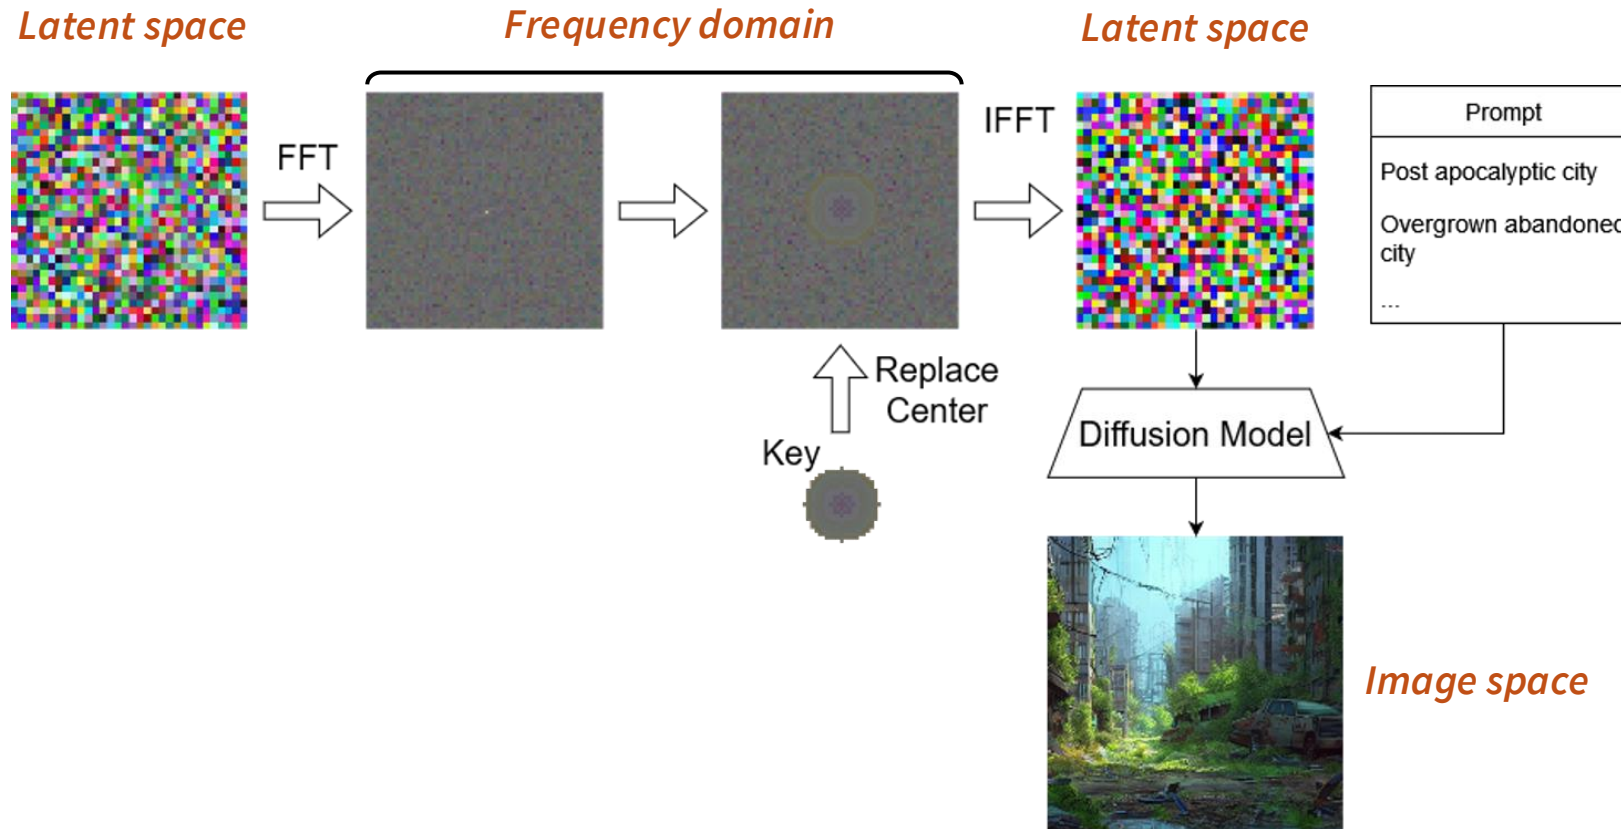 Latent space
Frequency domain
Latent space
FFT
IFFT
Prompt
Post apocalyptic city
Overgrown abandoned
city
...
Replace
Center
Key
Diffusion Model
Image space